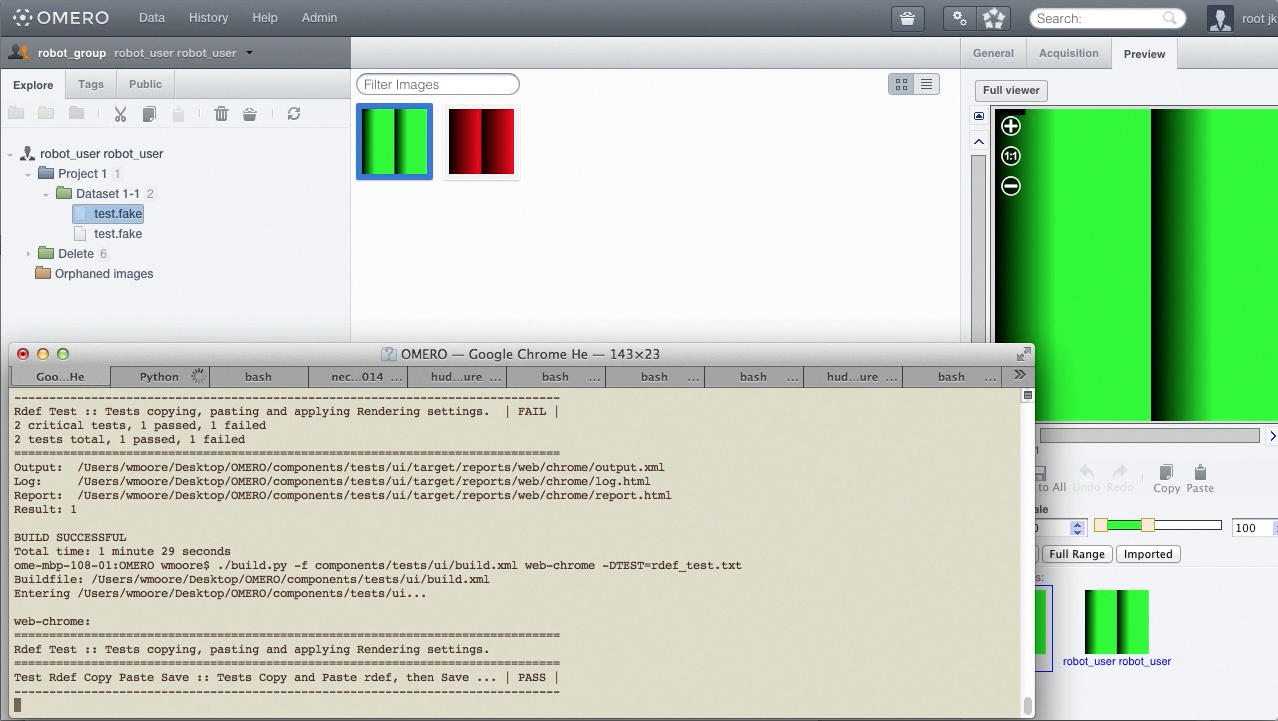 OMERO Data History Help Admin Search: root jk
robot_group robot_user robot_user General Acquisition Preview
Explore Tags Public Filter Images
Full viewer
1:1
robot_user robot_user
Project 1 1
Dataset 1-1 2
test.fake
test.fake
Delete 6
Orphaned images
OMERO — Google Chrome He — 143×23
Goo...He Python bash nec...014 ... hud...ure ... bash ... bash ... bash ... hud...ure ... bash ... »
------------------------------------------------------------------------------
Rdef Test :: Tests copying, pasting and applying Rendering settings. | FAIL |
2 critical tests, 1 passed, 1 failed
2 tests total, 1 passed, 1 failed
==============================================================================
Output: /Users/wmoore/Desktop/OMERO/components/tests/ui/target/reports/web/chrome/output.xml
Log: /Users/wmoore/Desktop/OMERO/components/tests/ui/target/reports/web/chrome/log.html
Report: /Users/wmoore/Desktop/OMERO/components/tests/ui/target/reports/web/chrome/report.html
Result: 1
BUILD SUCCESSFUL
Total time: 1 minute 29 seconds
ome-mbp-108-01:OMERO wmoore$ ./build.py -f components/tests/ui/build.xml web-chrome -DTEST=rdef_test.txt
Buildfile: /Users/wmoore/Desktop/OMERO/components/tests/ui/build.xml
Entering /Users/wmoore/Desktop/OMERO/components/tests/ui...
web-chrome:
==============================================================================
Rdef Test :: Tests copying, pasting and applying Rendering settings.
==============================================================================
Test Rdef Copy Paste Save :: Tests Copy and Paste rdef, then Save ... | PASS |
------------------------------------------------------------------------------
to All Undo Redo Copy Paste
ale
0 100
Full Range Imported
s:
robot_user robot_user